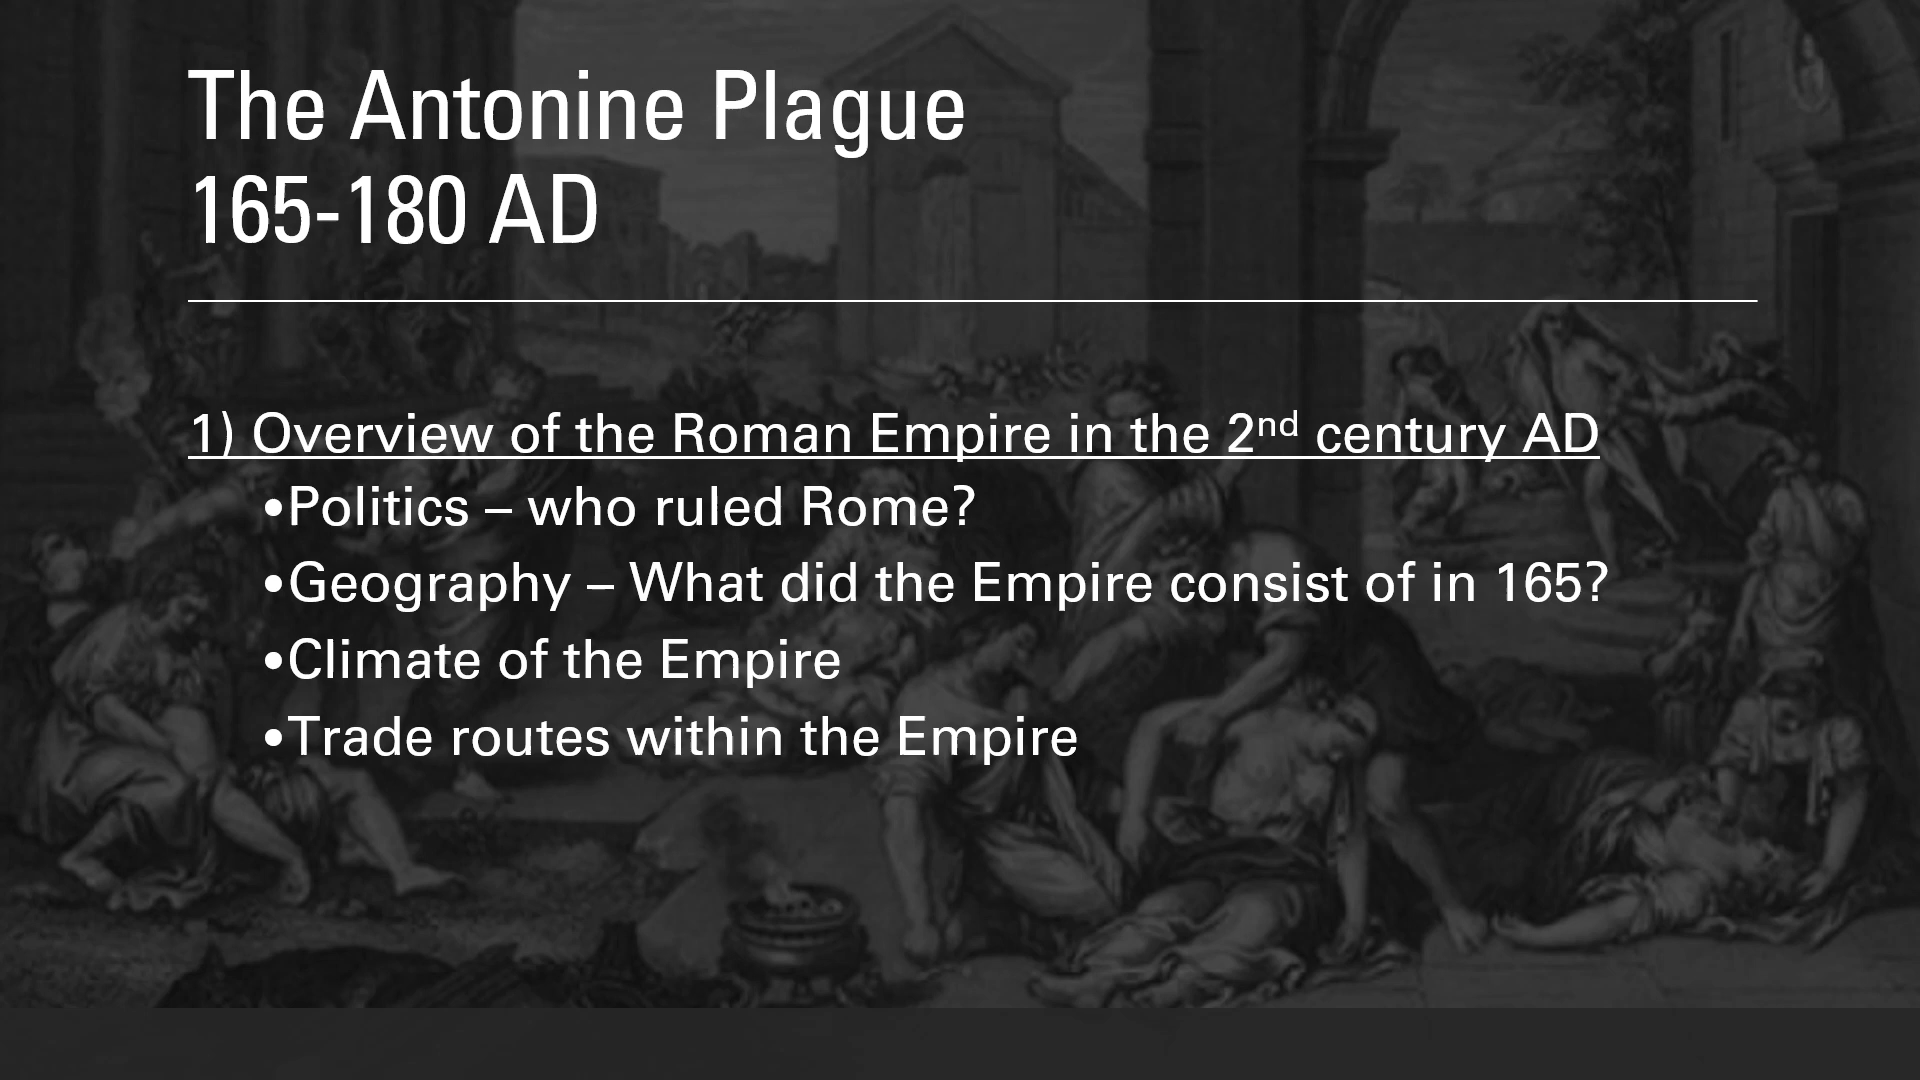 The Antonine Plague
165-180 AD
1) Overview of the Roman Empire in the 2nd century AD
•Politics – who ruled Rome?
•Geography – What did the Empire consist of in 165?
•Climate of the Empire
•Trade routes within the Empire